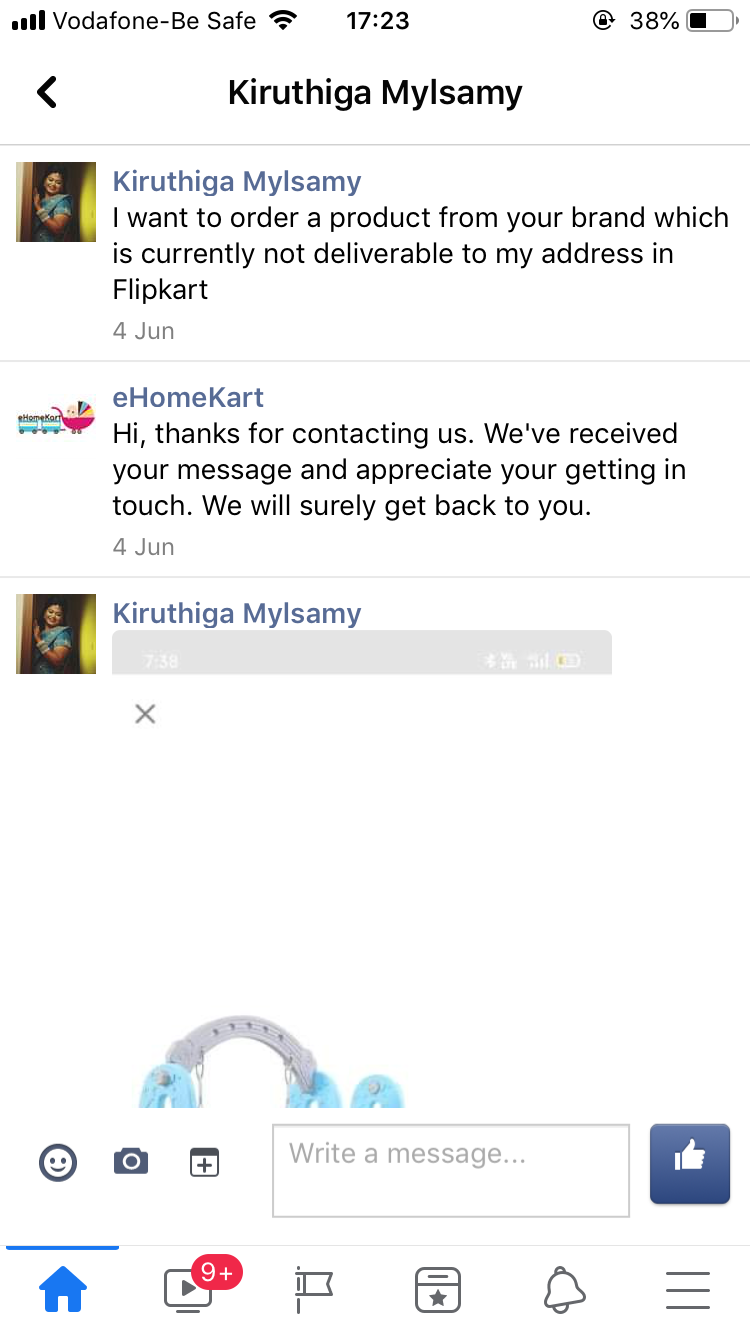 Vodafone-Be Safe 17:23 38%
Kiruthiga Mylsamy
Kiruthiga Mylsamy
I want to order a product from your brand which
is currently not deliverable to my address in
Flipkart
4 Jun
eHomeKart
eHomeKart
Hi, thanks for contacting us. We've received
your message and appreciate your getting in
touch. We will surely get back to you.
4 Jun
Kiruthiga Mylsamy
7:38
Write a message...
9+